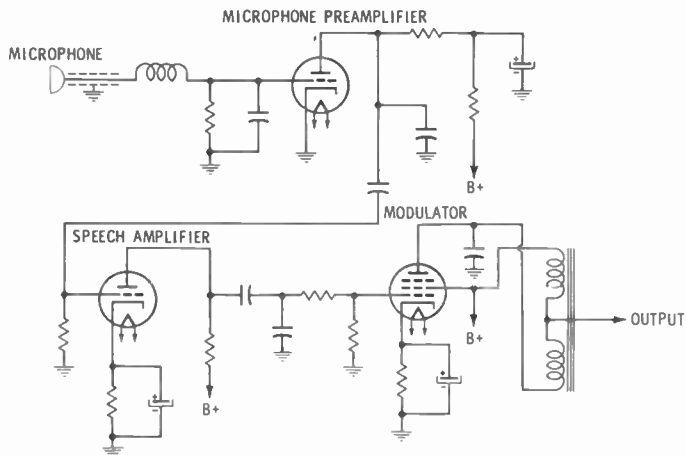 MICROPHONE PREAMPLIFIER
MICROPHONE
B+
MODULATOR
SPEECH AMPLIFIER
B+
OUTPUT
B+